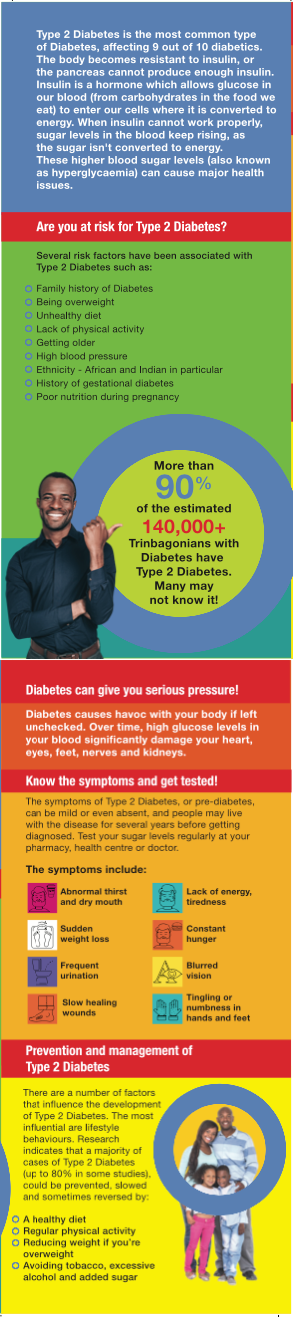 Type 2 Diabetes is the most common type
of Diabetes, affecting 9 out of 10 diabetics.
The body becomes resistant to insulin, or
the pancreas cannot produce enough insulin.
Insulin is a hormone which allows glucose in
our blood (from carbohydrates in the food we
eat) to enter our cells where it is converted to
energy. When insulin cannot work properly,
sugar levels in the blood keep rising, as
the sugar isn't converted to energy.
These higher blood sugar levels (also known
as hyperglycaemia) can cause major health
issues.
Are you at risk for Type 2 Diabetes?
Several risk factors have been associated with
Type 2 Diabetes such as:
Family history of Diabetes
Being overweight
Unhealthy diet
Lack of physical activity
Getting older
High blood pressure
Ethnicity - African and Indian in particular
History of gestational diabetes
Poor nutrition during pregnancy
More than
90%
of the estimated
140,000+
Trinbagonians with
Diabetes have
Type 2 Diabetes.
Many may
not know it!
Diabetes can give you serious pressure!
Diabetes causes havoc with your body if left
unchecked. Over time, high glucose levels in
your blood significantly damage your heart,
eyes, feet, nerves and kidneys.
Know the symptoms and get tested!
The symptoms of Type 2 Diabetes, or pre-diabetes,
can be mild or even absent, and people may live
with the disease for several years before getting
diagnosed. Test your sugar levels regularly at your
pharmacy, health centre or doctor.
The symptoms include:
Abnormal thirst
and dry mouth
Lack of energy,
tiredness
Sudden
weight loss
Constant
hunger
Frequent
urination
Blurred
vision
Slow healing
wounds
Tingling or
numbness in
hands and feet
Prevention and management of
Type 2 Diabetes
There are a number of factors
that influence the development
of Type 2 Diabetes. The most
influential are lifestyle
behaviours. Research
indicates that a majority of
cases of Type 2 Diabetes
(up to 80% in some studies),
could be prevented, slowed
and sometimes reversed by:
A healthy diet
Regular physical activity
Reducing weight if you're
overweight
Avoiding tobacco, excessive
alcohol and added sugar